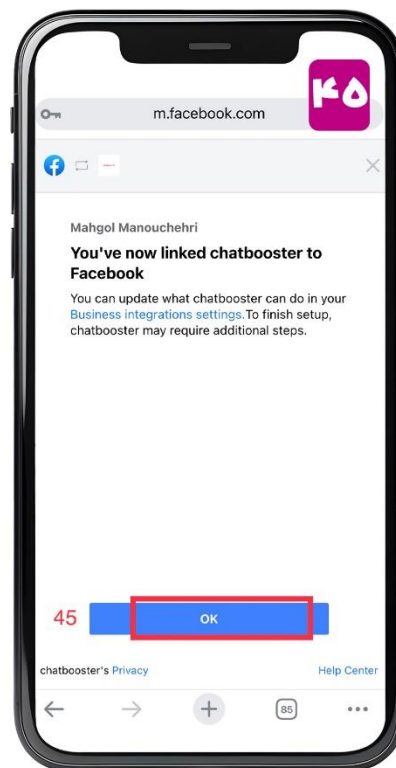 ۴۵
m.facebook.com
Mahgol Manouchehri
You've now linked chatbooster to
Facebook
You can update what chatbooster can do in your
Business integrations settings.To finish setup,
chatbooster may require additional steps.
45
OK
chatbooster's Privacy
Help Center
85